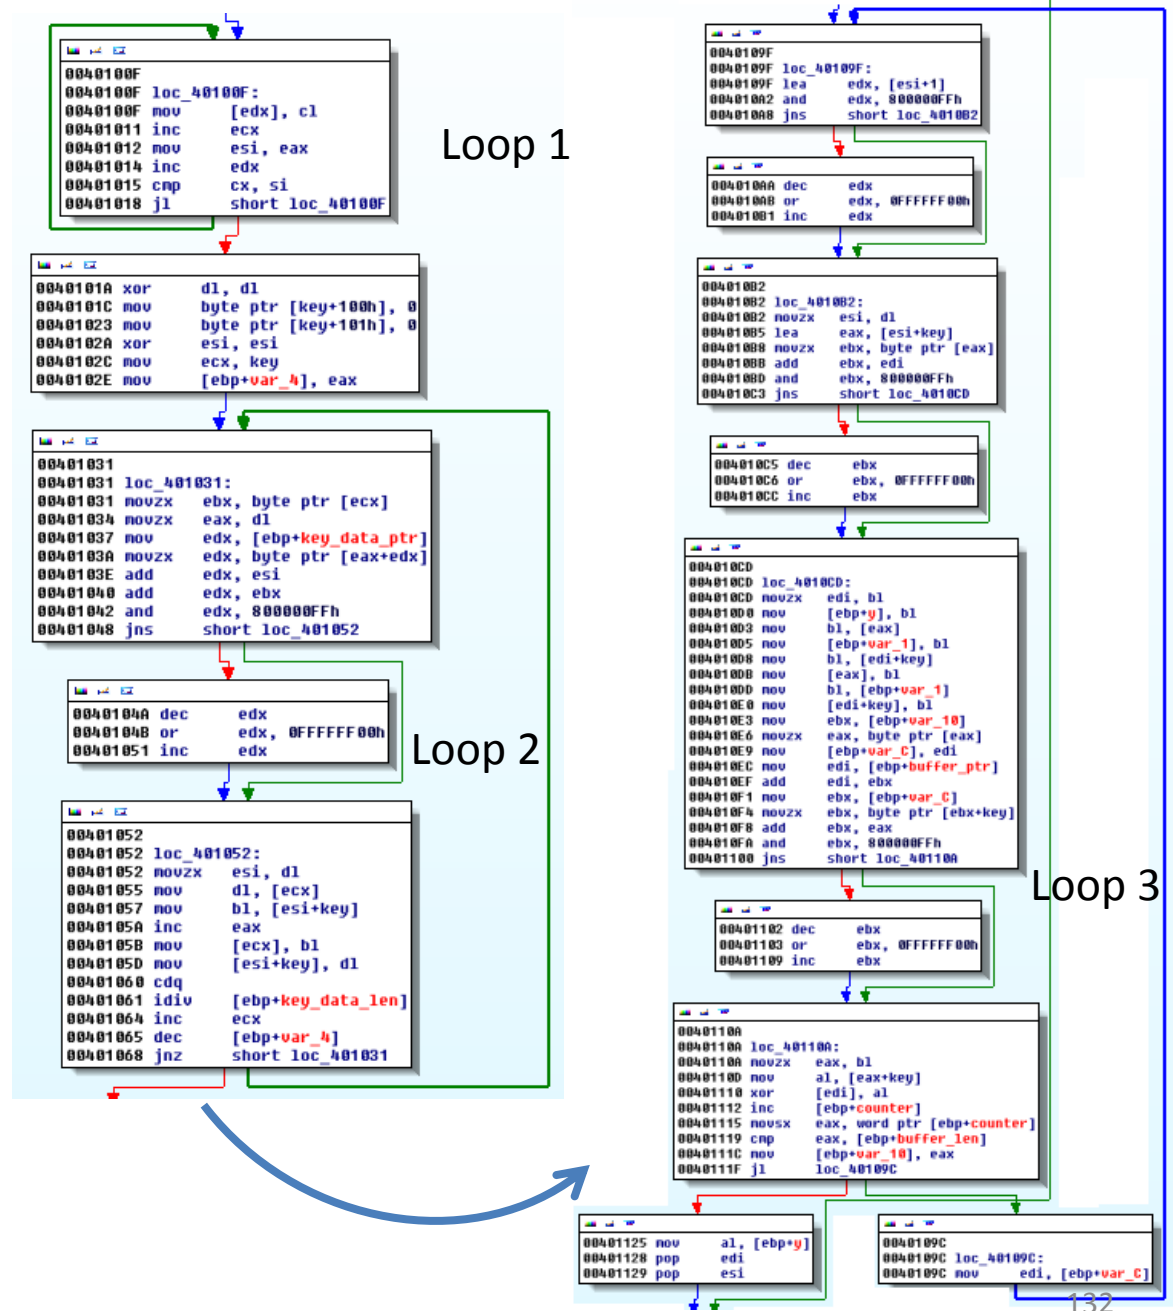 0040100F
0040100F loc_40100F:
0040100F mov [edx], cl
00401011 inc ecx
00401012 mov esi, eax
00401014 inc edx
00401015 cmp cx, si
00401018 jl short loc_40100F
Loop 1
0040101A xor dl, dl
0040101C mov byte ptr [key+100h], 0
00401023 mov byte ptr [key+101h], 0
0040102A xor esi, esi
0040102C mov ecx, key
0040102E mov [ebp+var_4], eax
00401031
00401031 loc_401031:
00401031 movzx ebx, byte ptr [ecx]
00401034 movzx eax, dl
00401037 mov edx, [ebp+key_data_ptr]
0040103A movzx edx, byte ptr [eax+edx]
0040103E add edx, esi
00401040 add edx, ebx
00401042 and edx, 800000FFh
00401048 jns short loc_401052
0040104A dec edx
0040104B or edx, 0FFFFFF00h
00401051 inc edx
Loop 2
00401052
00401052 loc_401052:
00401052 movzx esi, dl
00401055 mov dl, [ecx]
00401057 mov bl, [esi+key]
0040105A inc eax
0040105B mov [ecx], bl
0040105D mov [esi+key], dl
00401060 cdq
00401061 idiv [ebp+key_data_len]
00401064 inc ecx
00401065 dec [ebp+var_4]
00401068 jnz short loc_401031
0040109F
0040109F loc_40109F:
0040109F lea edx, [esi+1]
004010A2 and edx, 800000FFh
004010A8 jns short loc_4010B2
004010AA dec edx
004010AB or edx, 0FFFFFF00h
004010B1 inc edx
004010B2
004010B2 loc_4010B2:
004010B2 movzx esi, dl
004010B5 lea eax, [esi+key]
004010B8 movzx ebx, byte ptr [eax]
004010BB add ebx, edi
004010BD and ebx, 800000FFh
004010C3 jns short loc_4010CD
004010C5 dec ebx
004010C6 or ebx, 0FFFFFF00h
004010CC inc ebx
004010CD
004010CD loc_4010CD:
004010CD movzx edi, bl
004010D0 mov [ebp+y], bl
004010D3 mov bl, [eax]
004010D5 mov [ebp+var_1], bl
004010D8 mov bl, [edi+key]
004010DB mov [eax], bl
004010DD mov bl, [ebp+var_1]
004010E0 mov [edi+key], bl
004010E3 mov ebx, [ebp+var_10]
004010E6 movzx eax, byte ptr [eax]
004010E9 mov [ebp+var_C], edi
004010EC mov edi, [ebp+buffer_ptr]
004010EF add edi, ebx
004010F1 mov ebx, [ebp+var_C]
004010F4 movzx ebx, byte ptr [ebx+key]
004010F8 add ebx, eax
004010FA and ebx, 800000FFh
00401100 jns short loc_40110A
Loop 3
00401102 dec ebx
00401103 or ebx, 0FFFFFF00h
00401109 inc ebx
0040110A
0040110A loc_40110A:
0040110A movzx eax, bl
0040110D mov al, [eax+key]
00401110 xor [edi], al
00401112 inc [ebp+counter]
00401115 movsx eax, word ptr [ebp+counter]
00401119 cmp eax, [ebp+buffer_len]
0040111C mov [ebp+var_10], eax
0040111F jl loc_40109C
00401125 mov al, [ebp+y]
00401128 pop edi
00401129 pop esi
0040109C
0040109C loc_40109C:
0040109C mov edi, [ebp+var_C]
132